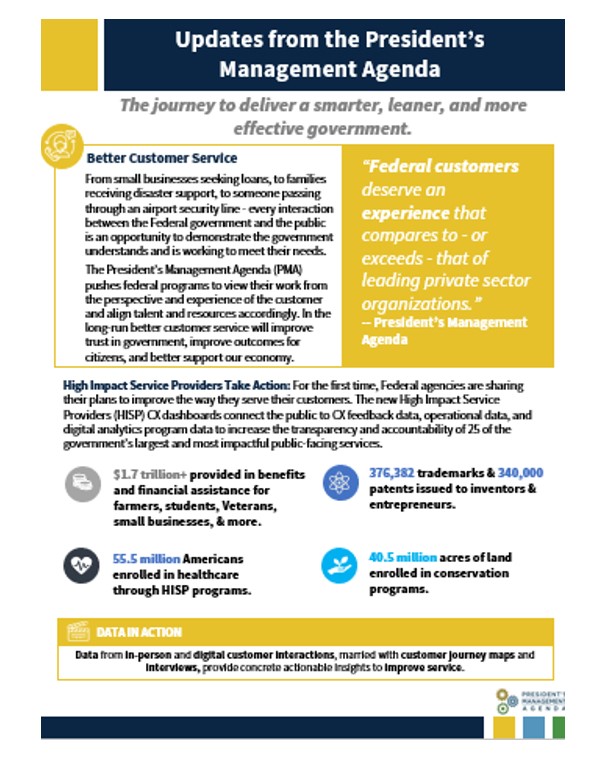 Updates from the President's
Management Agenda
The journey to deliver a smarter, leaner, and more
effective government.
Better Customer Service
From small businesses seeking loans, to families
receiving disaster support, to someone passing
through an airport security line - every interaction
between the Federal government and the public
is an opportunity to demonstrate the government
understands and is working to meet their needs.
The President's Management Agenda (PMA)
pushes federal programs to view their work from
the perspective and experience of the customer
and align talent and resources accordingly. In the
long-run better customer service will improve
trust in government, improve outcomes for
citizens, and better support our economy.
"Federal customers
deserve an
experience that
compares to - or
exceeds - that of
leading private sector
organizations."
-- President's Management
Agenda
High Impact Service Providers Take Action: For the first time, Federal agencies are sharing
their plans to improve the way they serve their customers. The new High Impact Service
Providers (HISP) CX dashboards connect the public to CX feedback data, operational data, and
digital analytics program data to increase the transparency and accountability of 25 of the
government's largest and most impactful public-facing services.
$1.7 trillion+ provided in benefits
and financial assistance for
farmers, students, Veterans,
small businesses, & more.
376,382 trademarks & 340,000
patents issued to inventors &
entrepreneurs.
55.5 million Americans
enrolled in healthcare
through HISP programs.
40.5 million acres of land
enrolled in conservation
programs.
DATA IN ACTION
Data from in-person and digital customer interactions, married with customer journey maps and
interviews, provide concrete actionable insights to improve service.
PRESIDENT'S
MANAGEMENT
AGENDA